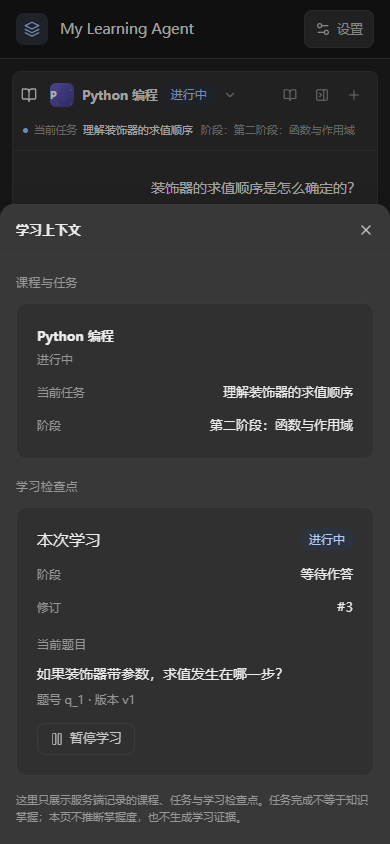 My Learning Agent
设置
P
Python 编程
进行中
当前任务 理解装饰器的求值顺序 阶段：第二阶段：函数与作用域
装饰器的求值顺序是怎么确定的？
学习上下文
课程与任务
Python 编程
进行中
当前任务 理解装饰器的求值顺序
阶段 第二阶段：函数与作用域
学习检查点
本次学习 进行中
阶段 等待作答
修订 #3
当前题目
如果装饰器带参数，求值发生在哪一步？
题号 q_1 · 版本 v1
暂停学习
这里只展示服务端记录的课程、任务与学习检查点。任务完成不等于知识
掌握；本页不推断掌握度，也不生成学习证据。